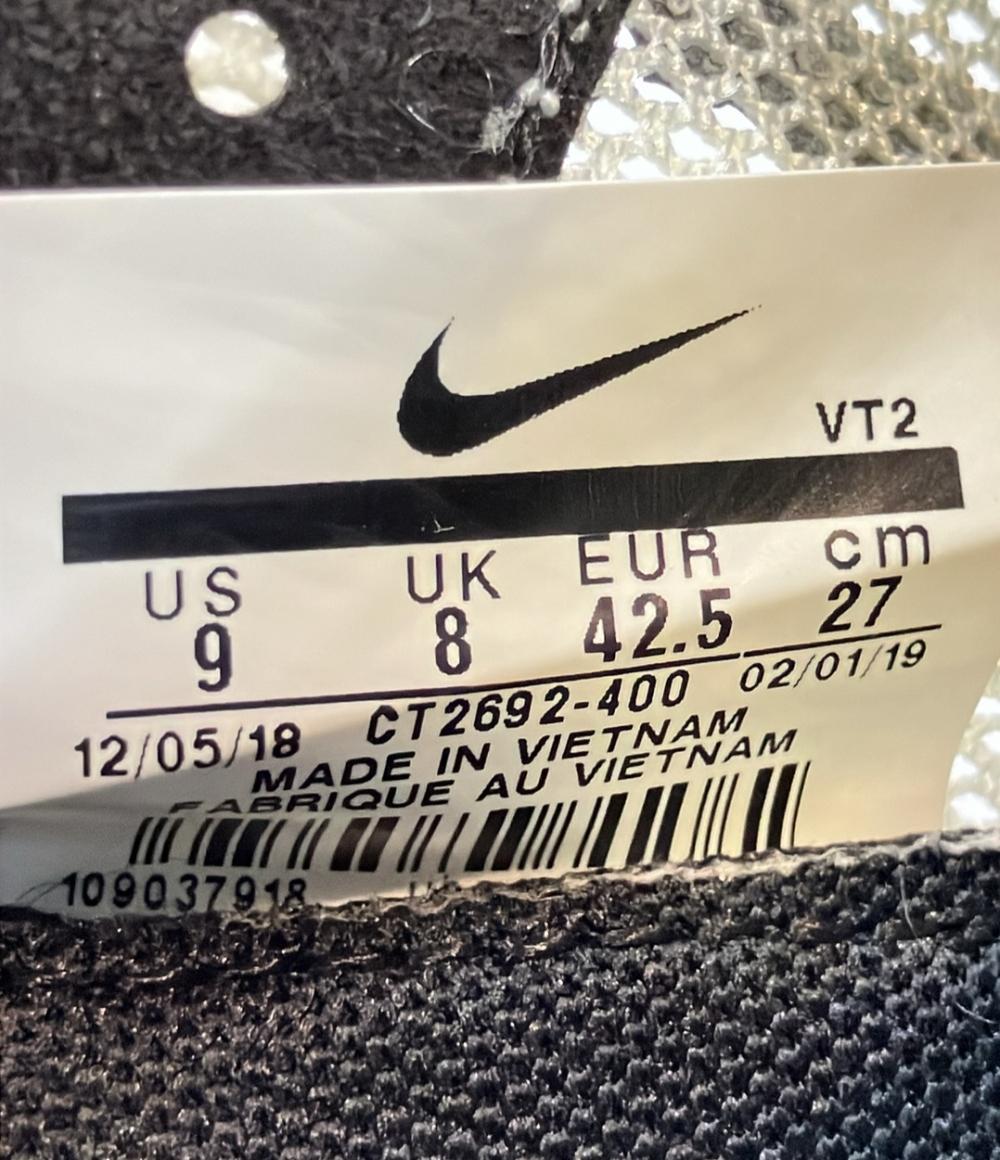 VT2
US UK EUR cm
9 8 42.5 27
12/05/18 CT2692-400 02/01/19
MADE IN VIETNAM
FABRIQUE AU VIETNAM
109037918